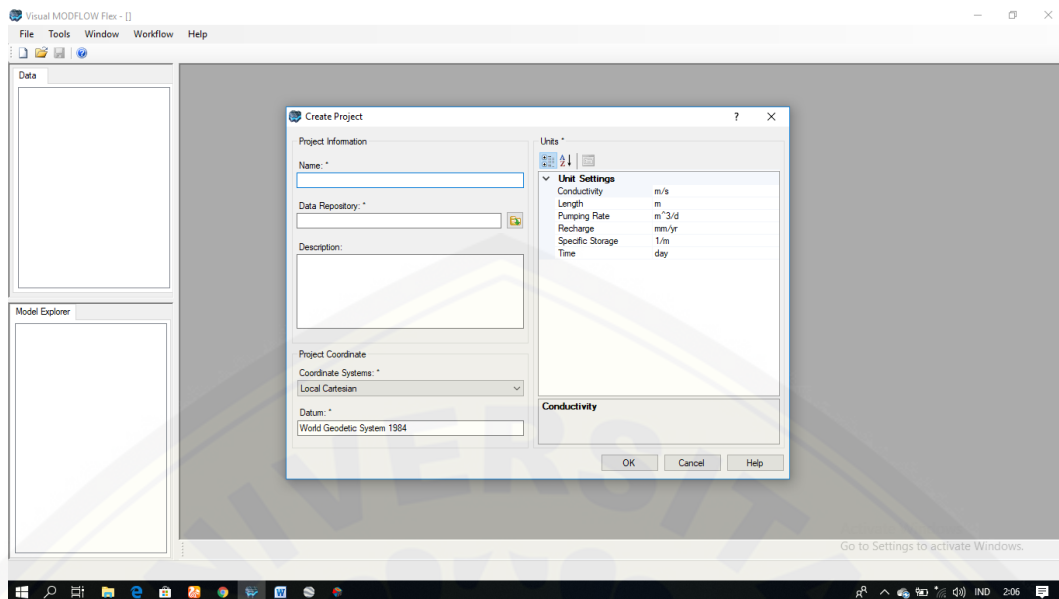 Visual MODFLOW Flex - []
File Tools Window Workflow Help
Data
Model Explorer
Create Project
?
Project Information
Name: *
Data Repository: *
Description:
Project Coordinate
Coordinate Systems: *
Local Cartesian
Datum: *
World Geodetic System 1984
Units *
Unit Settings
Conductivity m/s
Length m
Pumping Rate m^3/d
Recharge mm/yr
Specific Storage 1/m
Time day
Conductivity
OK Cancel Help
Go to Settings to activate Windows.
IND 2:06